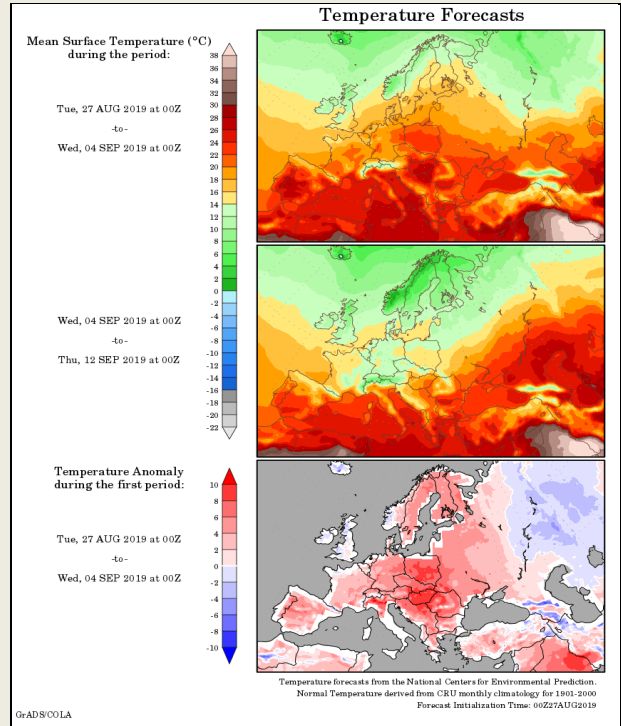 Temperature Forecasts
Mean Surface Temperature (°C)
during the period:
Tue, 27 AUG 2019 at 00Z
-to-
Wed, 04 SEP 2019 at 00Z
38
36
34
32
30
28
26
24
22
20
18
16
14
12
10
8
6
4
2
0
-2
-4
-6
-8
-10
-12
-14
-16
-18
-20
-22
Wed, 04 SEP 2019 at 00Z
-to-
Thu, 12 SEP 2019 at 00Z
Temperature Anomaly
during the first period:
Tue, 27 AUG 2019 at 00Z
-to-
Wed, 04 SEP 2019 at 00Z
10
8
6
4
2
0
-2
-4
-6
-8
-10
Temperature forecasts from the National Centers for Environmental Prediction.
Normal Temperature derived from CRU monthly climatology for 1901-2000
Forecast Initialization Time: 00Z27AUG2019
GrADS/COLA